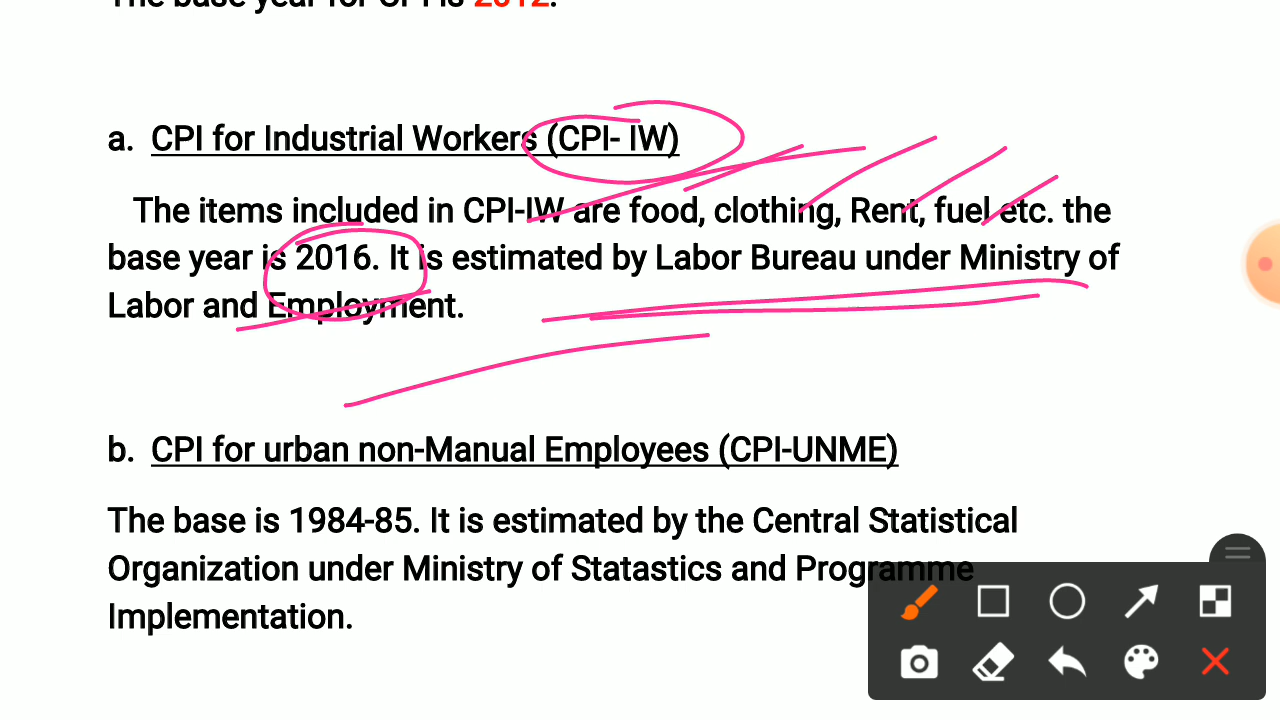 The base year for CPI is 2012.
a. CPI for Industrial Workers (CPI- IW)
The items included in CPI-IW are food, clothing, Rent, fuel etc. the
base year is 2016. It is estimated by Labor Bureau under Ministry of
Labor and Employment.
b. CPI for urban non-Manual Employees (CPI-UNME)
The base is 1984-85. It is estimated by the Central Statistical
Organization under Ministry of Statastics and Programme
Implementation.